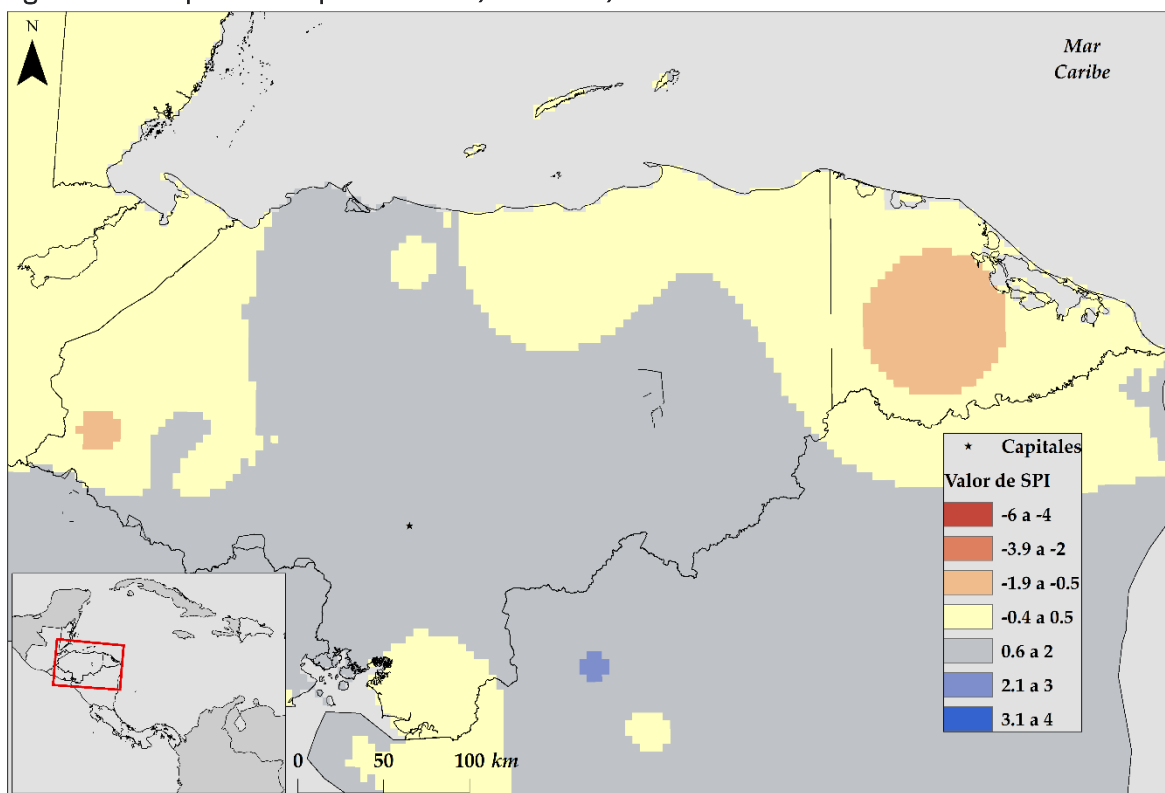 N
Mar
Caribe
Capitales
Valor de SPI
-6 a -4
-3.9 a -2
-1.9 a -0.5
-0.4 a 0.5
0.6 a 2
2.1 a 3
3.1 a 4
0 50 100 km